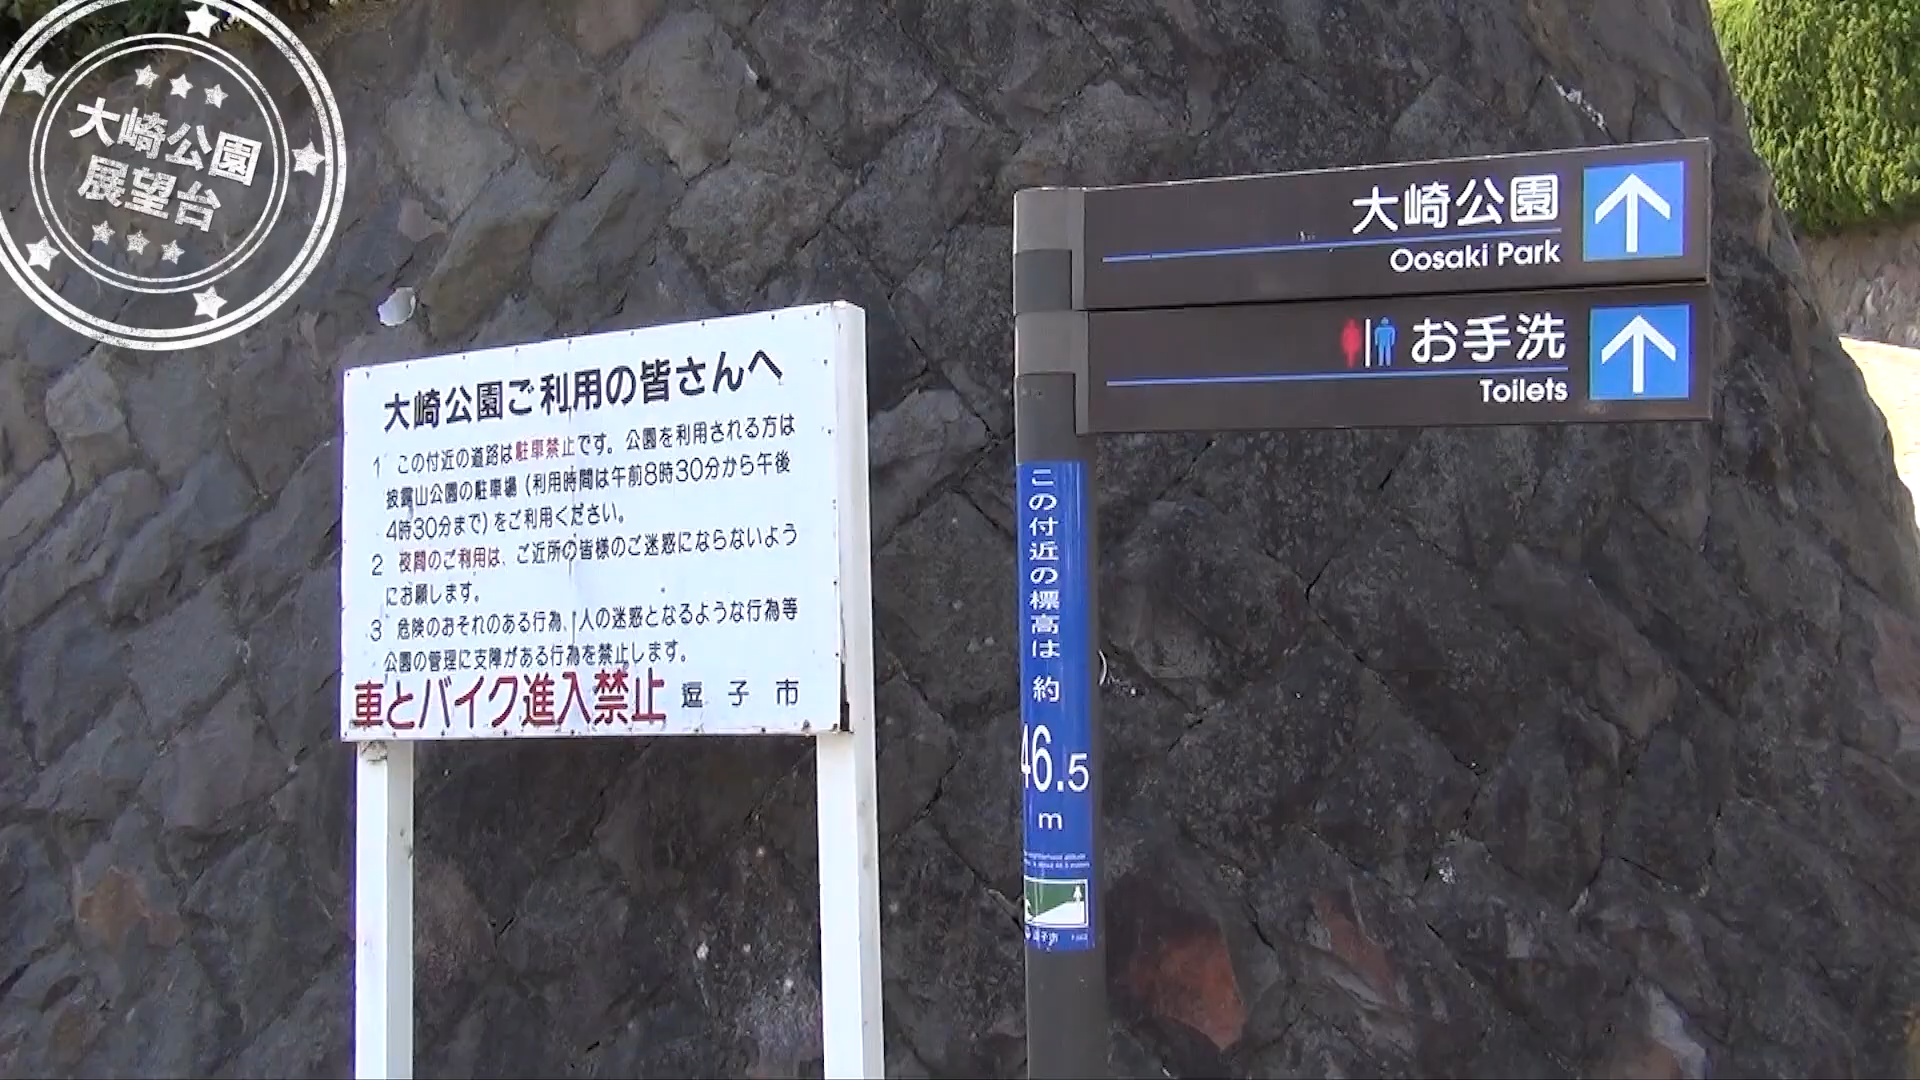 大崎公園
展望台
大崎公園ご利用の皆さんへ
1 この付近の道路は駐車禁止です。公園を利用される方は
披露山公園の駐車場（利用時間は午前8時30分から午後
4時30分まで）をご利用ください。
2 夜間のご利用は、ご近所の皆様のご迷惑にならないよう
にお願します。
3 危険のおそれのある行為、人の迷惑となるような行為等
公園の管理に支障がある行為を禁止します。
車とバイク進入禁止 逗子市
大崎公園
Oosaki Park
お手洗
Toilets
この付近の標高は 約
46.5
m
逗子市